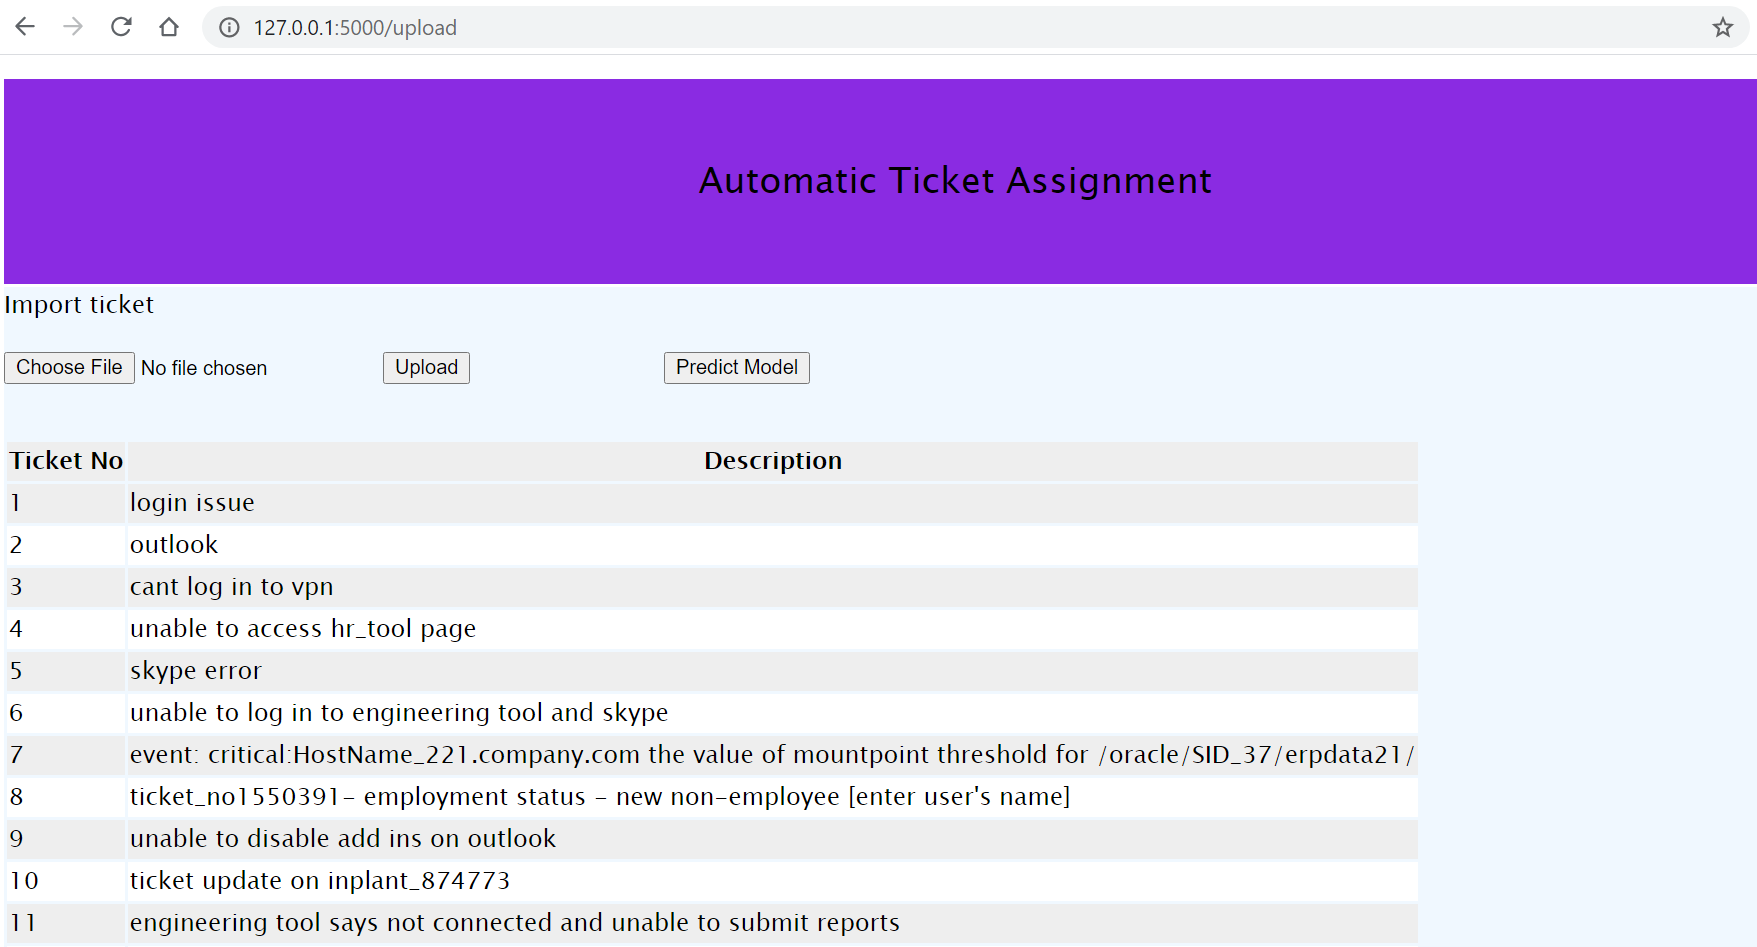 127.0.0.1:5000/upload
Automatic Ticket Assignment
Import ticket
Choose File No file chosen Upload Predict Model
Ticket No Description
1 login issue
2 outlook
3 cant log in to vpn
4 unable to access hr_tool page
5 skype error
6 unable to log in to engineering tool and skype
7 event: critical:HostName_221.company.com the value of mountpoint threshold for /oracle/SID_37/erpdata21/
8 ticket_no1550391- employment status - new non-employee [enter user's name]
9 unable to disable add ins on outlook
10 ticket update on inplant_874773
11 engineering tool says not connected and unable to submit reports